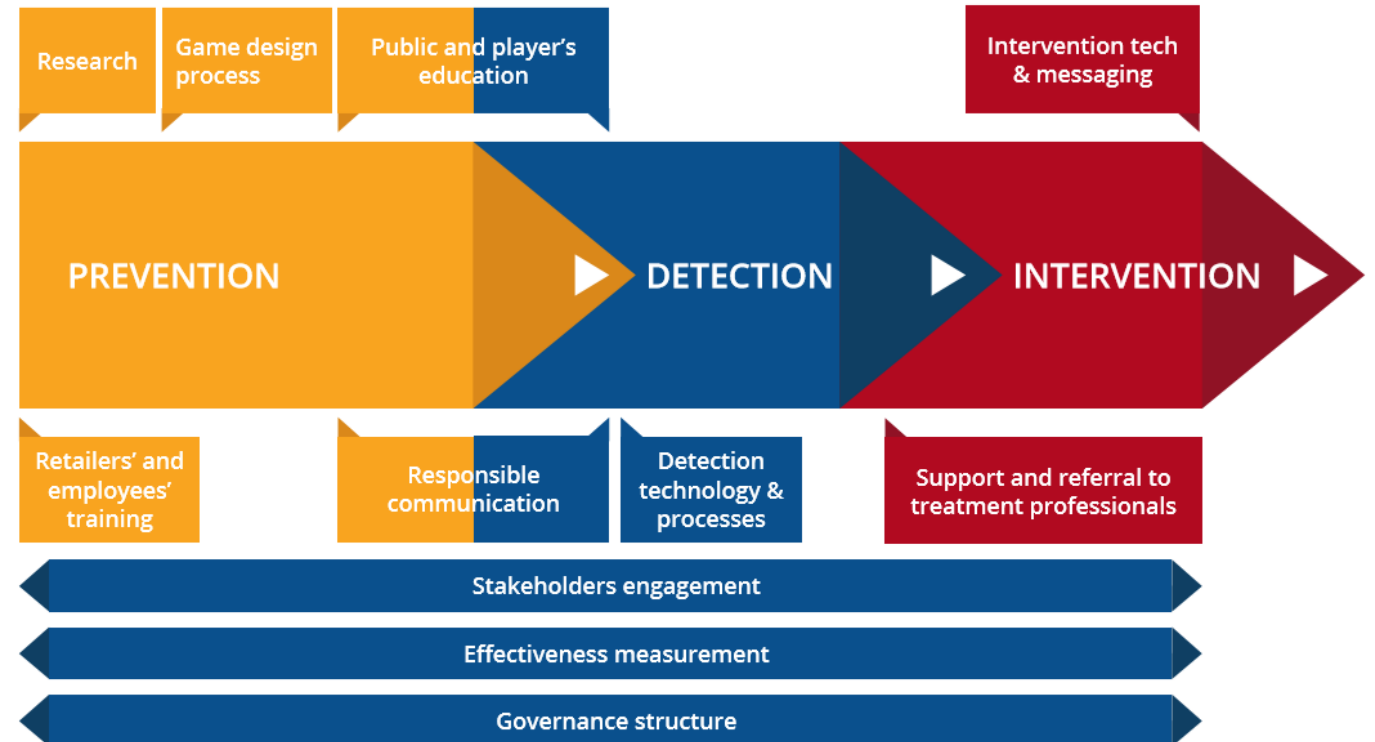 Research
Game design
process
Public and player’s
education
Intervention tech
& messaging
PREVENTION
DETECTION
INTERVENTION
Retailers’ and
employees’
training
Responsible
communication
Detection
technology &
processes
Support and referral to
treatment professionals
Stakeholders engagement
Effectiveness measurement
Governance structure